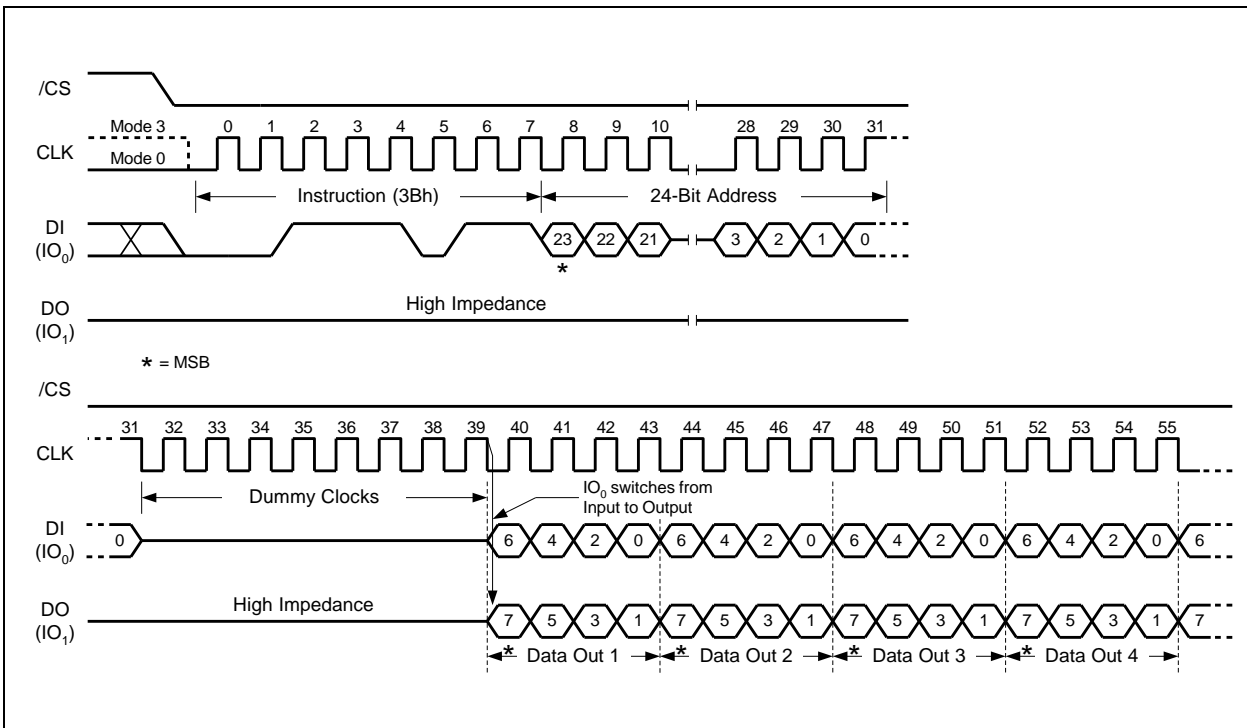 /CS
Mode 3 0 1 2 3 4 5 6 7 8 9 10 28 29 30 31
CLK
Mode 0
Instruction (3Bh) 24-Bit Address
DI
(IO0) 23 22 21 3 2 1 0
*
High Impedance
DO
(IO1)
* = MSB
/CS
31 32 33 34 35 36 37 38 39 40 41 42 43 44 45 46 47 48 49 50 51 52 53 54 55
CLK
Dummy Clocks
IO0 switches from
Input to Output
DI
(IO0) 0 6 4 2 0 6 4 2 0 6 4 2 0 6 4 2 0 6
High Impedance
DO
(IO1) 7 5 3 1 7 5 3 1 7 5 3 1 7 5 3 1 7
* Data Out 1 * Data Out 2 * Data Out 3 * Data Out 4